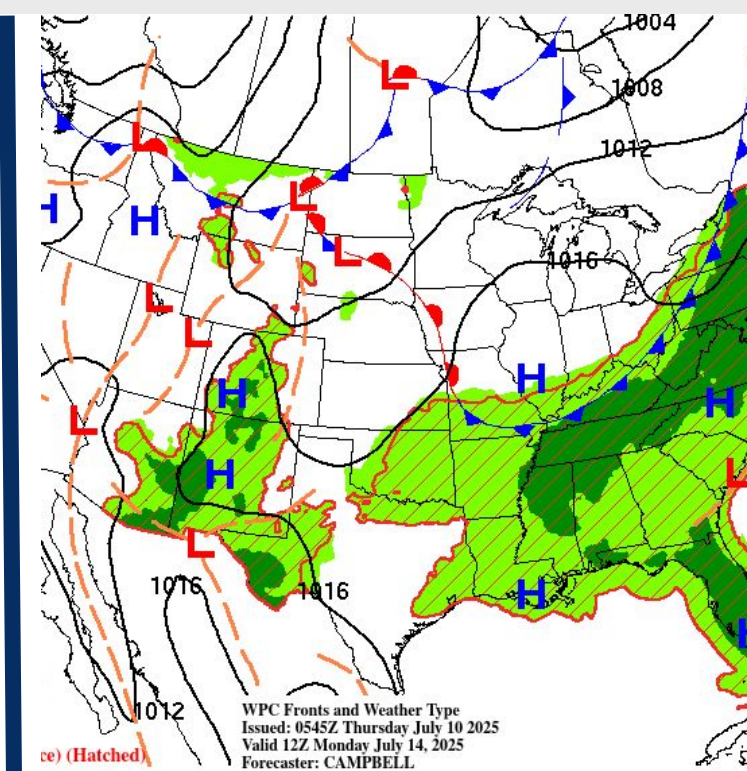 1004
L
1008
L
1012
L
H
H
L
1016
L
L
H
H
H
L
H
L
L
1016
1016
H
H
1012
WPC Fronts and Weather Type
Issued: 0545Z Thursday July 10 2025
Valid 12Z Monday July 14, 2025
ce) (Hatched)
Forecaster: CAMPBELL